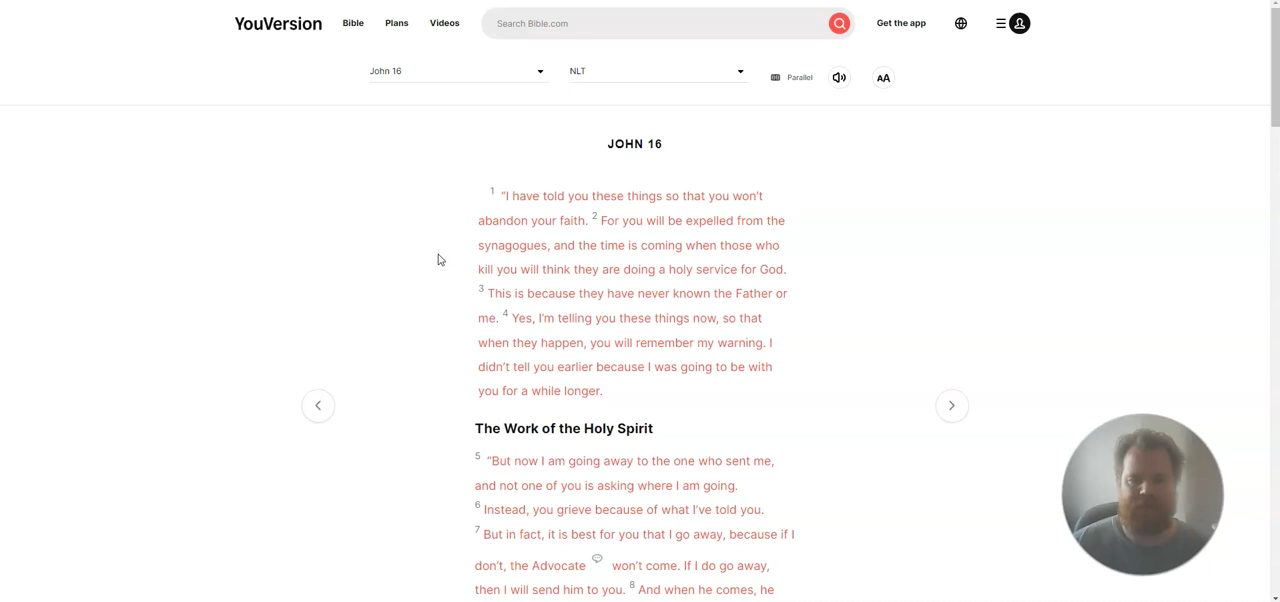 YouVersion Bible Plans Videos Search Bible.com Get the app
John 16 NLT Parallel AA
JOHN 16
1 “I have told you these things so that you won’t
abandon your faith. 2 For you will be expelled from the
synagogues, and the time is coming when those who
kill you will think they are doing a holy service for God.
3 This is because they have never known the Father or
me. 4 Yes, I’m telling you these things now, so that
when they happen, you will remember my warning. I
didn’t tell you earlier because I was going to be with
you for a while longer.
The Work of the Holy Spirit
5 “But now I am going away to the one who sent me,
and not one of you is asking where I am going.
6 Instead, you grieve because of what I’ve told you.
7 But in fact, it is best for you that I go away, because if I
don’t, the Advocate won’t come. If I do go away,
then I will send him to you. 8 And when he comes, he